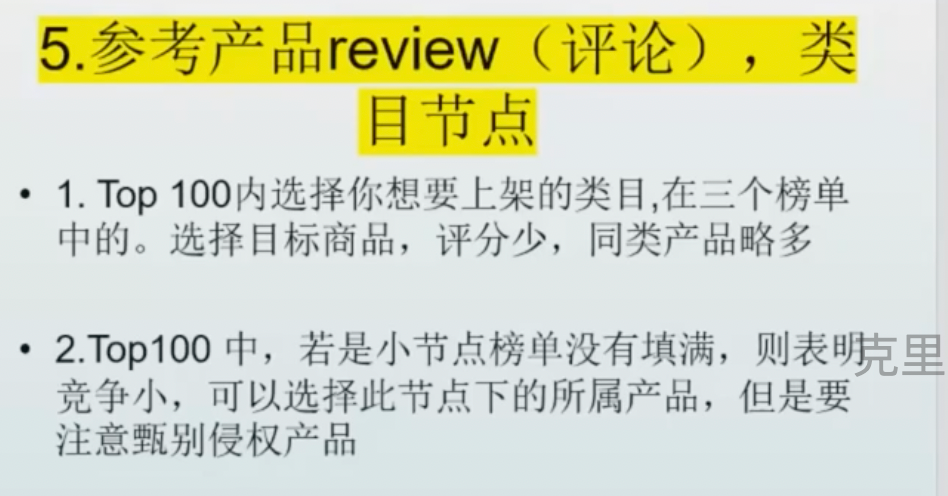 5.参考产品review（评论），类
目节点
• 1. Top 100内选择你想要上架的类目,在三个榜单
中的。选择目标商品，评分少，同类产品略多
• 2.Top100 中，若是小节点榜单没有填满，则表明
克里
竞争小，可以选择此节点下的所属产品，但是要
注意甄别侵权产品